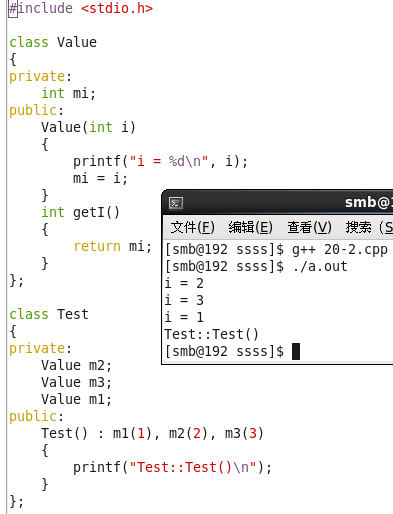 #include <stdio.h>
class Value
{
private:
    int mi;
public:
    Value(int i)
    {
        printf("i = %d\n", i);
        mi = i;
    }
    int getI()
    {
        return mi;
    }
};
class Test
{
private:
    Value m2;
    Value m3;
    Value m1;
public:
    Test() : m1(1), m2(2), m3(3)
    {
        printf("Test::Test()\n");
    }
};
smb@
文件(F) 编辑(E) 查看(V) 搜索 (S
[smb@192 ssss]$ g++ 20-2.cpp
[smb@192 ssss]$ ./a.out
i = 2
i = 3
i = 1
Test::Test()
[smb@192 ssss]$